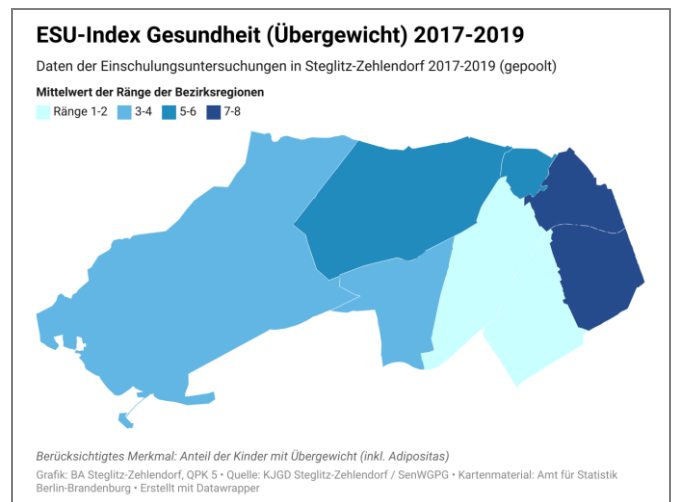 ESU-Index Gesundheit (Übergewicht) 2017-2019
Daten der Einschulungsuntersuchungen in Steglitz-Zehlendorf 2017-2019 (gepoolt)
Mittelwert der Ränge der Bezirksregionen
Ränge 1-2 3-4 5-6 7-8
Berücksichtigtes Merkmal: Anteil der Kinder mit Übergewicht (inkl. Adipositas)
Grafik: BA Steglitz-Zehlendorf, QPK 5 • Quelle: KJGD Steglitz-Zehlendorf / SenWGPG • Kartenmaterial: Amt für Statistik
Berlin-Brandenburg • Erstellt mit Datawrapper